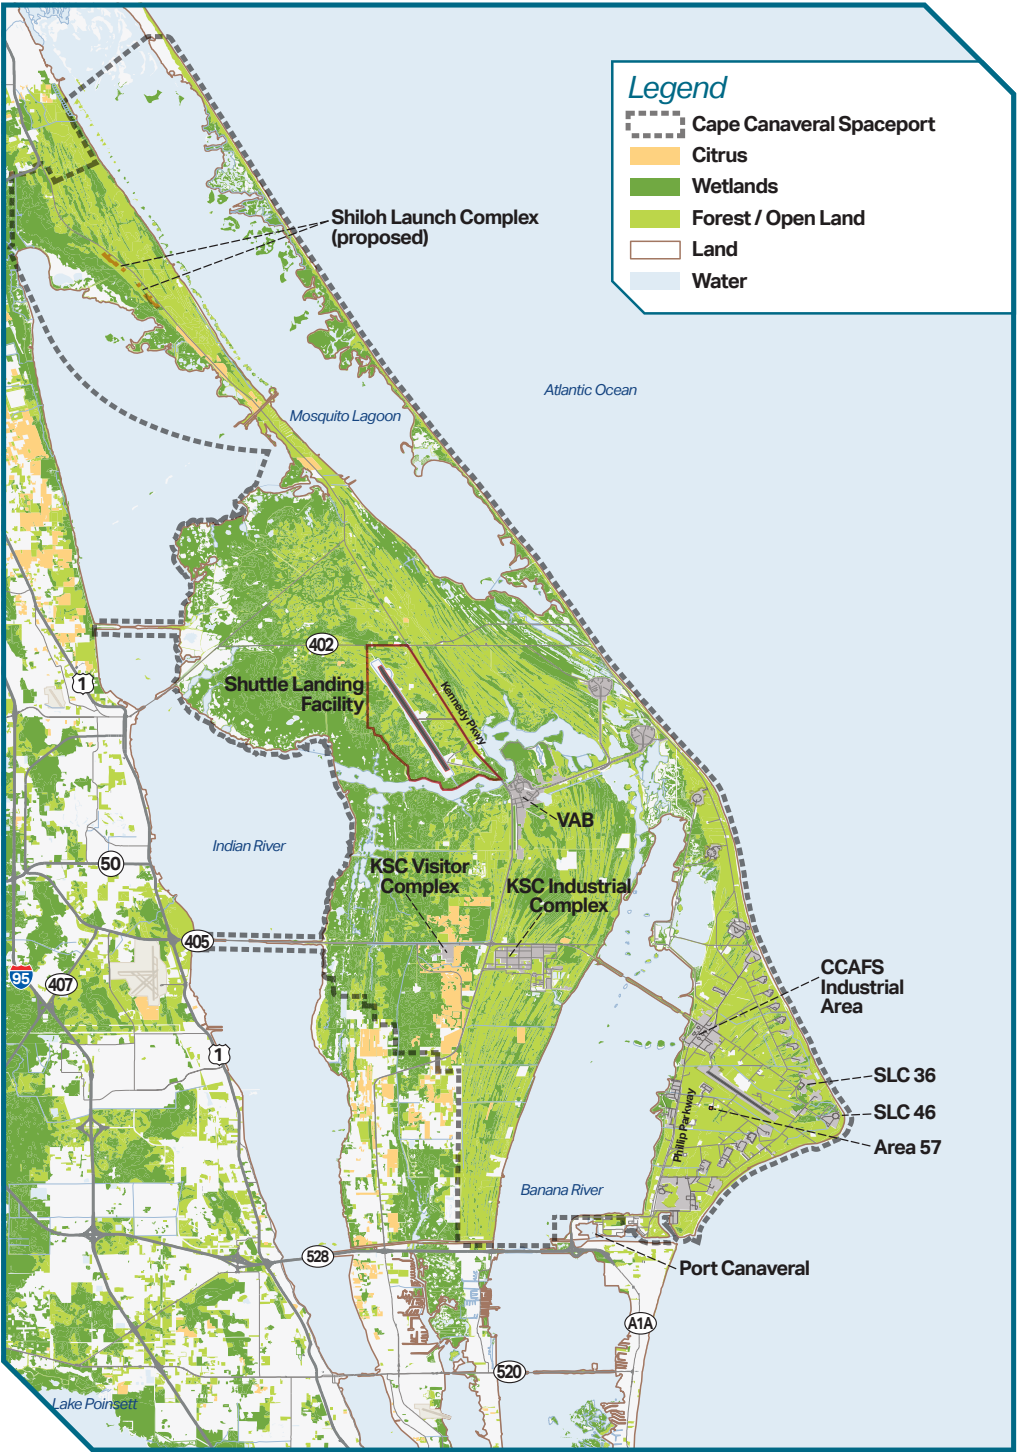 Legend
Cape Canaveral Spaceport
Citrus
Wetlands
Forest / Open Land
Land
Water
Shiloh Launch Complex
(proposed)
Atlantic Ocean
Mosquito Lagoon
402
1
Shuttle Landing
Facility
Kennedy Pkwy
VAB
Indian River
50
KSC Visitor
Complex
KSC Industrial
Complex
405
95
407
CCAFS
Industrial
Area
1
SLC 36
SLC 46
Area 57
Phillip Parkway
Banana River
528
Port Canaveral
A1A
520
Lake Poinsett